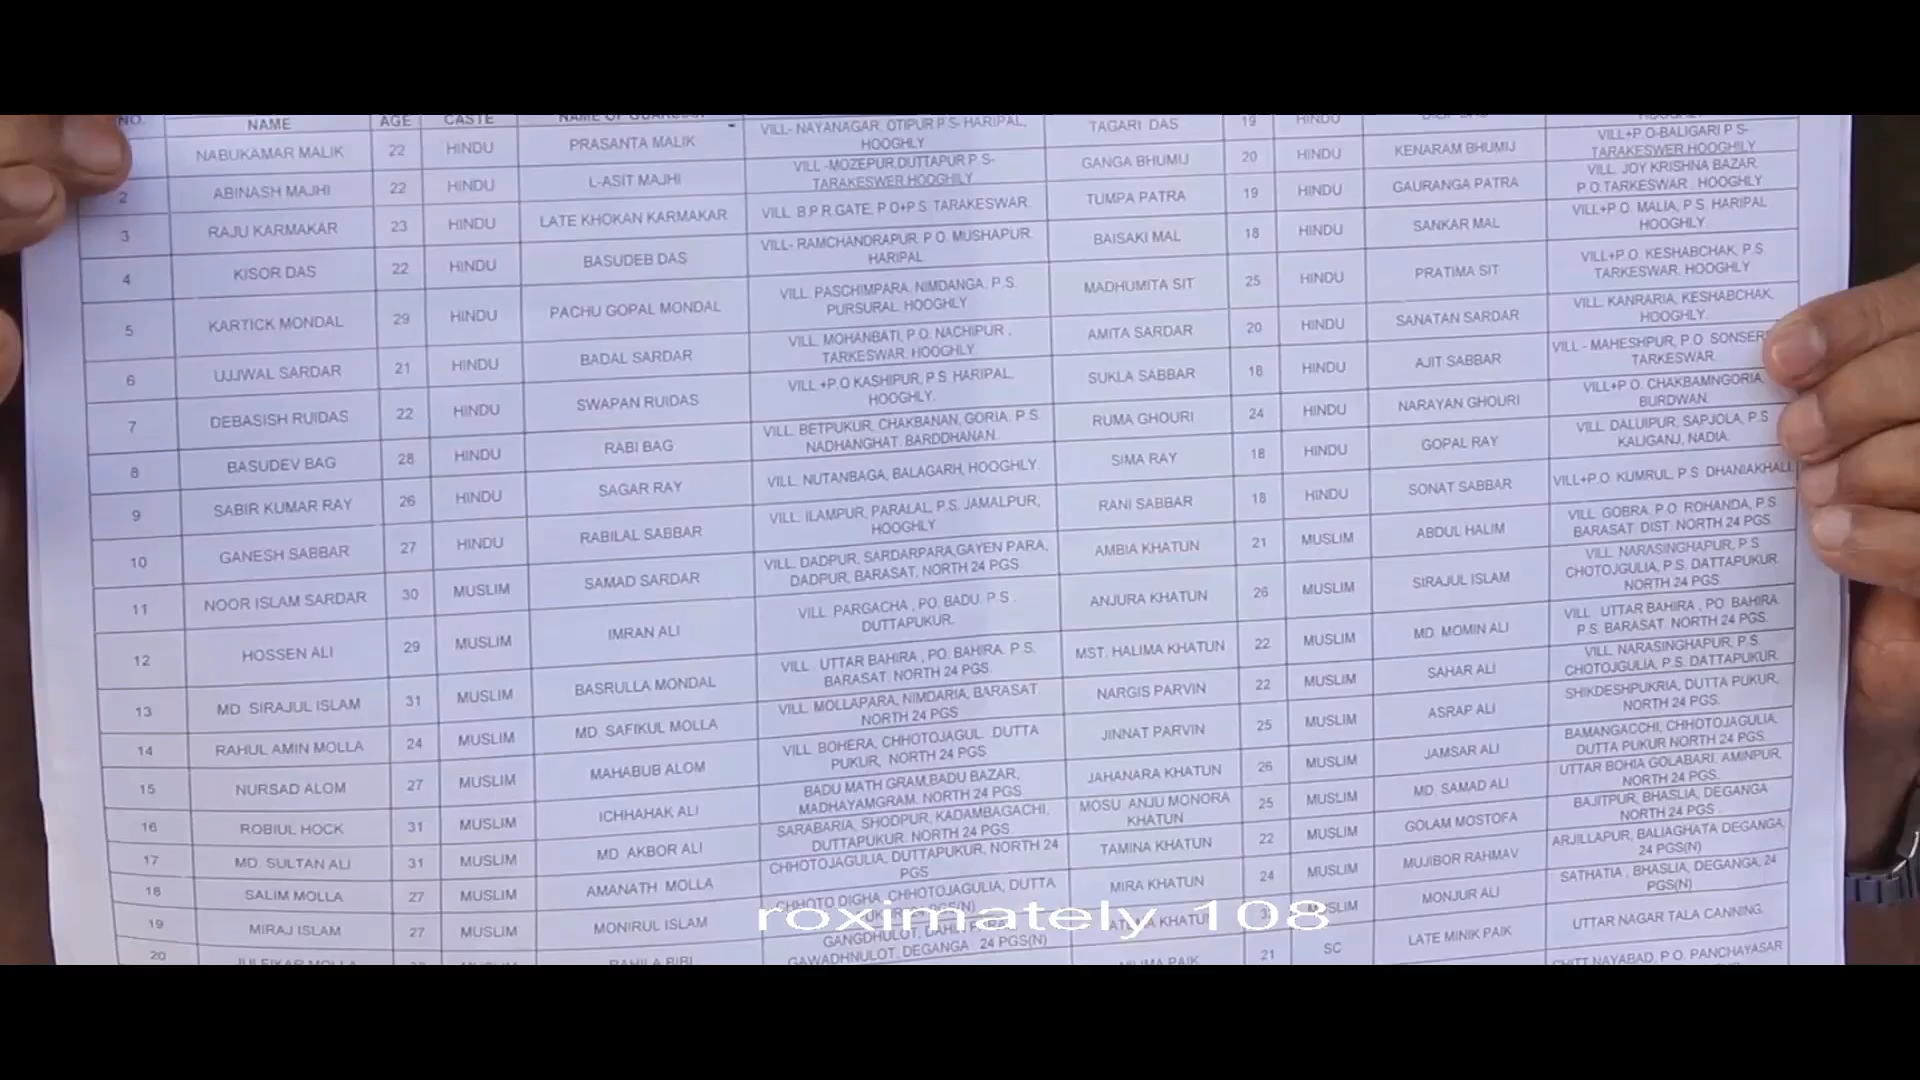 NO. NAME AGE CASTE
NABUKAMAR MALIK 22 HINDU PRASANTA MALIK VILL- NAYANAGAR, OTIPUR P.S- HARIPAL, HOOGHLY TAGARI DAS 19 HINDU
2 ABINASH MAJHI 22 HINDU L-ASIT MAJHI VILL -MOZEPUR.DUTTAPUR P.S- TARAKESWER HOOGHILY GANGA BHUMIJ 20 HINDU KENARAM BHUMIJ VILL+P O-BALIGARI P S- TARAKESWER HOOGHLY
3 RAJU KARMAKAR 23 HINDU LATE KHOKAN KARMAKAR VILL. B.P.R.GATE, P.O+P.S. TARAKESWAR. TUMPA PATRA 19 HINDU GAURANGA PATRA VILL. JOY KRISHNA BAZAR, P.O.TARKESWAR . HOOGHLY
4 KISOR DAS 22 HINDU BASUDEB DAS VILL- RAMCHANDRAPUR. P.O. MUSHAPUR. HARIPAL. BAISAKI MAL 18 HINDU SANKAR MAL VILL+P.O. MALIA, P.S. HARIPAL HOOGHLY.
5 KARTICK MONDAL 29 HINDU PACHU GOPAL MONDAL VILL. PASCHIMPARA, NIMDANGA, P.S. PURSURAL. HOOGHLY MADHUMITA SIT 25 HINDU PRATIMA SIT VILL+P.O. KESHABCHAK, P.S. TARKESWAR. HOOGHLY
6 UJJWAL SARDAR 21 HINDU BADAL SARDAR VILL. MOHANBATI, P.O. NACHIPUR , TARKESWAR, HOOGHLY. AMITA SARDAR 20 HINDU SANATAN SARDAR VILL. KANRARIA, KESHABCHAK, HOOGHLY.
7 DEBASISH RUIDAS 22 HINDU SWAPAN RUIDAS VILL +P.O KASHIPUR, P.S. HARIPAL, HOOGHLY. SUKLA SABBAR 18 HINDU AJIT SABBAR VILL - MAHESHPUR, P.O. TARKESWAR.
8 BASUDEV BAG 28 HINDU RABI BAG VILL. BETPUKUR, CHAKBANAN, GORIA, P.S. NADHANGHAT. BARDDHANAN. RUMA GHOURI 24 HINDU NARAYAN GHOURI VILL+P.O. CHAKBAMNGORIA, BURDWAN.
9 SABIR KUMAR RAY 26 HINDU SAGAR RAY VILL. NUTANBAGA, BALAGARH, HOOGHLY. SIMA RAY 18 HINDU GOPAL RAY VILL. DALUIPUR, SAPJOLA, P.S KALIGANJ, NADIA.
10 GANESH SABBAR 27 HINDU RABILAL SABBAR VILL. ILAMPUR, PARALAL, P.S. JAMALPUR, HOOGHLY RANI SABBAR 18 HINDU SONAT SABBAR VILL+P.O. KUMRUL, P.S. DHANIAKHALI,
11 NOOR ISLAM SARDAR 30 MUSLIM SAMAD SARDAR VILL. DADPUR, SARDARPARA,GAYEN PARA, DADPUR, BARASAT, NORTH 24 PGS. AMBIA KHATUN 21 MUSLIM ABDUL HALIM VILL. GOBRA. P.O. ROHANDA, P.S. BARASAT. DIST. NORTH 24 PGS.
12 HOSSEN ALI 29 MUSLIM IMRAN ALI VILL. PARGACHA , PO. BADU. P.S . DUTTAPUKUR. ANJURA KHATUN 26 MUSLIM SIRAJUL ISLAM VILL. NARASINGHAPUR, P.S CHOTOJGULIA, P.S. DATTAPUKUR. NORTH 24 PGS.
13 MD. SIRAJUL ISLAM 31 MUSLIM BASRULLA MONDAL VILL. UTTAR BAHIRA , PO. BAHIRA. P.S. BARASAT. NORTH 24 PGS. MST. HALIMA KHATUN 22 MUSLIM MD. MOMIN ALI VILL. UTTAR BAHIRA , PO. BAHIRA. P.S. BARASAT. NORTH 24 PGS.
14 RAHUL AMIN MOLLA 24 MUSLIM MD. SAFIKUL MOLLA VILL. MOLLAPARA, NIMDARIA, BARASAT. NORTH 24 PGS NARGIS PARVIN 22 MUSLIM SAHAR ALI VILL. NARASINGHAPUR, P.S. CHOTOJGULIA, P.S. DATTAPUKUR.
15 NURSAD ALOM 27 MUSLIM MAHABUB ALOM VILL. BOHERA, CHHOTOJAGUL. .DUTTA PUKUR, NORTH 24 PGS. JINNAT PARVIN 25 MUSLIM ASRAP ALI SHIKDESHPUKRIA, DUTTA PUKUR, NORTH 24 PGS.
16 ROBIUL HOCK 31 MUSLIM ICHHAHAK ALI BADU MATH GRAM,BADU BAZAR, MADHAYAMGRAM. NORTH 24 PGS. JAHANARA KHATUN 26 MUSLIM JAMSAR ALI BAMANGACCHI, CHHOTOJAGULIA, DUTTA PUKUR NORTH 24 PGS.
17 MD. SULTAN ALI 31 MUSLIM MD. AKBOR ALI SARABARIA, SHODPUR, KADAMBAGACHI, DUTTAPUKUR. NORTH 24 PGS. MOSU. ANJU MONORA KHATUN 25 MUSLIM MD. SAMAD ALI UTTAR BOHIA GOLABARI, AMINPUR, NORTH 24 PGS.
18 SALIM MOLLA 27 MUSLIM AMANATH MOLLA CHHOTOJAGULIA, DUTTAPUKUR, NORTH 24 PGS TAMINA KHATUN 22 MUSLIM GOLAM MOSTOFA BAJITPUR, BHASLIA, DEGANGA NORTH 24 PGS
19 MIRAJ ISLAM 27 MUSLIM MONIRUL ISLAM CHHOTO DIGHA, CHHOTOJAGULIA, DUTTA MIRA KHATUN 24 MUSLIM MUJIBOR RAHMAV ARJILLAPUR, BALIAGHATA DEGANGA, 24 PGS(N)
20 RAHILA BIBI GANGDHULOT, GAWADHNULOT, DEGANGA . 24 PGS(N) MONJUR ALI SATHATIA , BHASLIA, DEGANGA, 24 PGS(N)
PAIK 21 SC LATE MINIK PAIK UTTAR NAGAR TALA CANNING.
NAYABAD, P.O. PANCHAYASAR
roximately 108